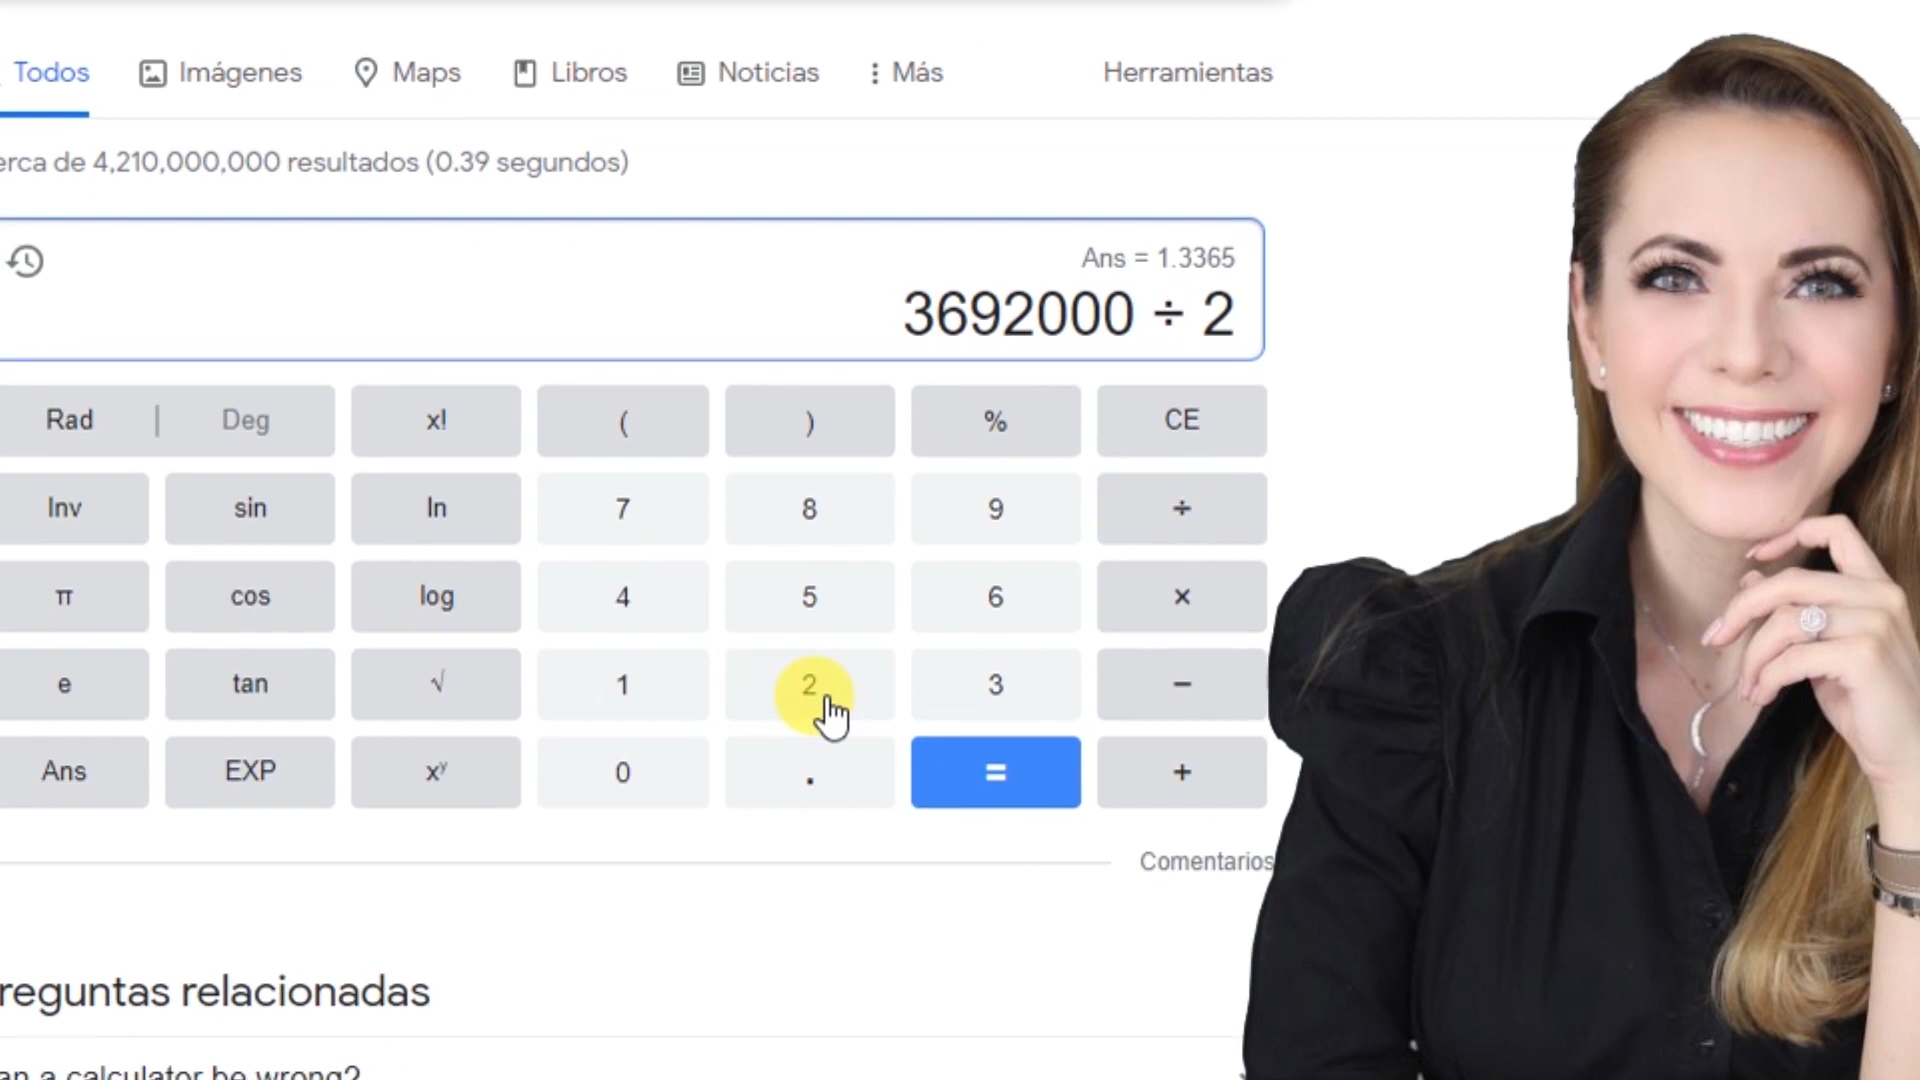 Todos Imágenes Maps Libros Noticias Más Herramientas
erca de 4,210,000,000 resultados (0.39 segundos)
Ans = 1.3365
3692000 ÷ 2
Rad | Deg x! ( ) % CE
Inv sin ln 7 8 9 ÷
π cos log 4 5 6 ×
e tan √ 1 2 3 −
Ans EXP xʸ 0 . = +
Comentarios
reguntas relacionadas
an a calculator be wrong?